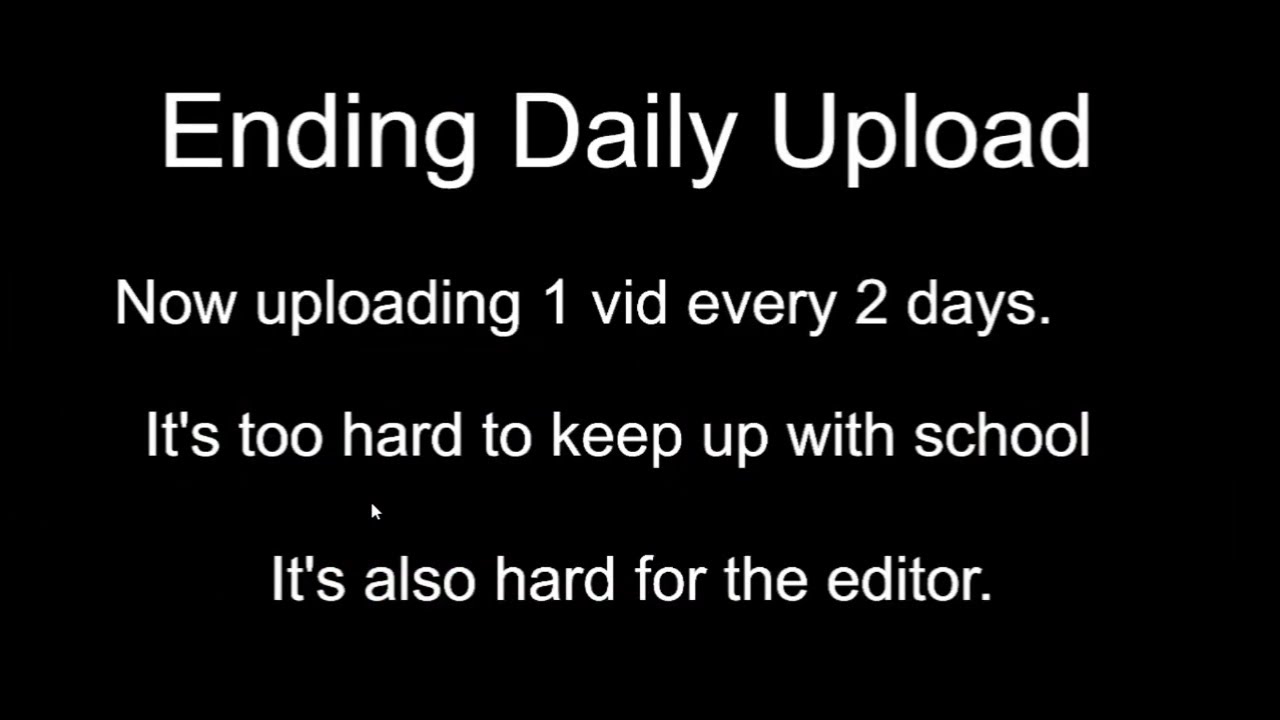 Ending Daily Upload
Now uploading 1 vid every 2 days.
It's too hard to keep up with school
It's also hard for the editor.